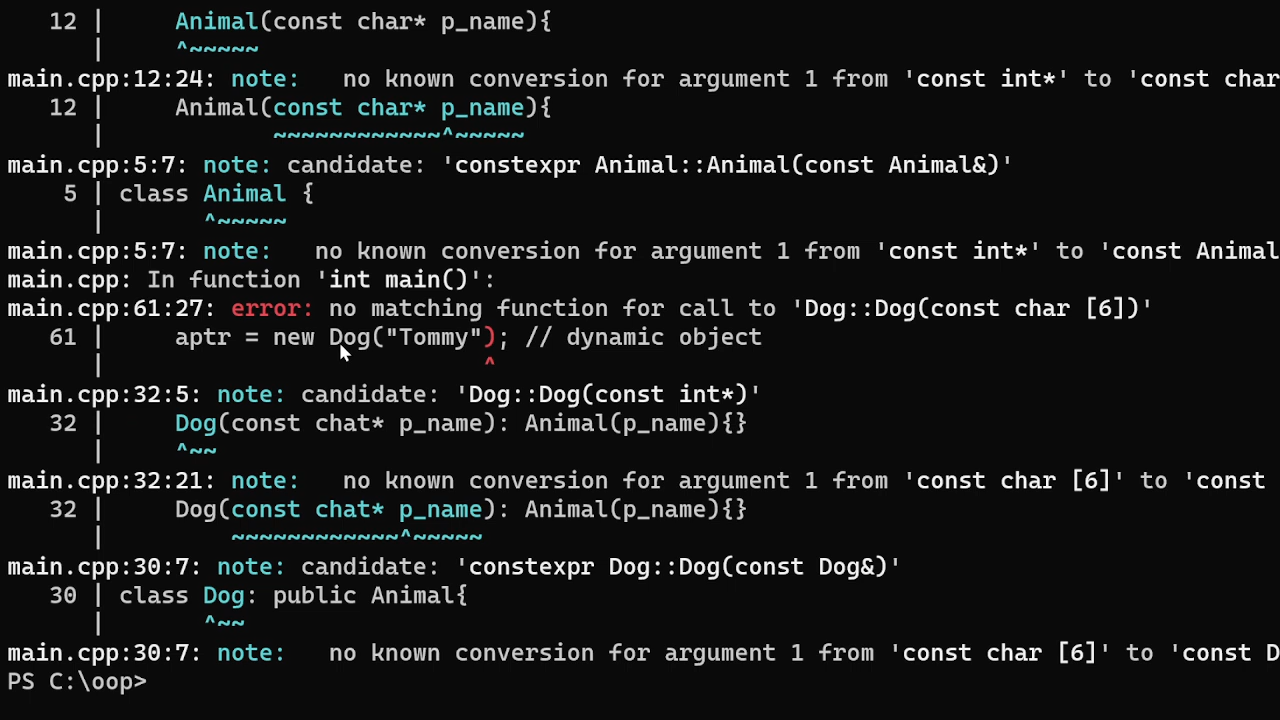 12 |     Animal(const char* p_name){
      |     ^~~~~~
main.cpp:12:24: note:   no known conversion for argument 1 from 'const int*' to 'const char
   12 |     Animal(const char* p_name){
      |            ~~~~~~~~~~~~^~~~~~
main.cpp:5:7: note: candidate: 'constexpr Animal::Animal(const Animal&)'
    5 | class Animal {
      |       ^~~~~~
main.cpp:5:7: note:   no known conversion for argument 1 from 'const int*' to 'const Animal
main.cpp: In function 'int main()':
main.cpp:61:27: error: no matching function for call to 'Dog::Dog(const char [6])'
   61 |     aptr = new Dog("Tommy"); // dynamic object
      |                           ^
main.cpp:32:5: note: candidate: 'Dog::Dog(const int*)'
   32 |     Dog(const chat* p_name): Animal(p_name){}
      |     ^~~
main.cpp:32:21: note:   no known conversion for argument 1 from 'const char [6]' to 'const
   32 |     Dog(const chat* p_name): Animal(p_name){}
      |         ~~~~~~~~~~~~^~~~~~
main.cpp:30:7: note: candidate: 'constexpr Dog::Dog(const Dog&)'
   30 | class Dog: public Animal{
      |       ^~~
main.cpp:30:7: note:   no known conversion for argument 1 from 'const char [6]' to 'const D
PS C:\oop>